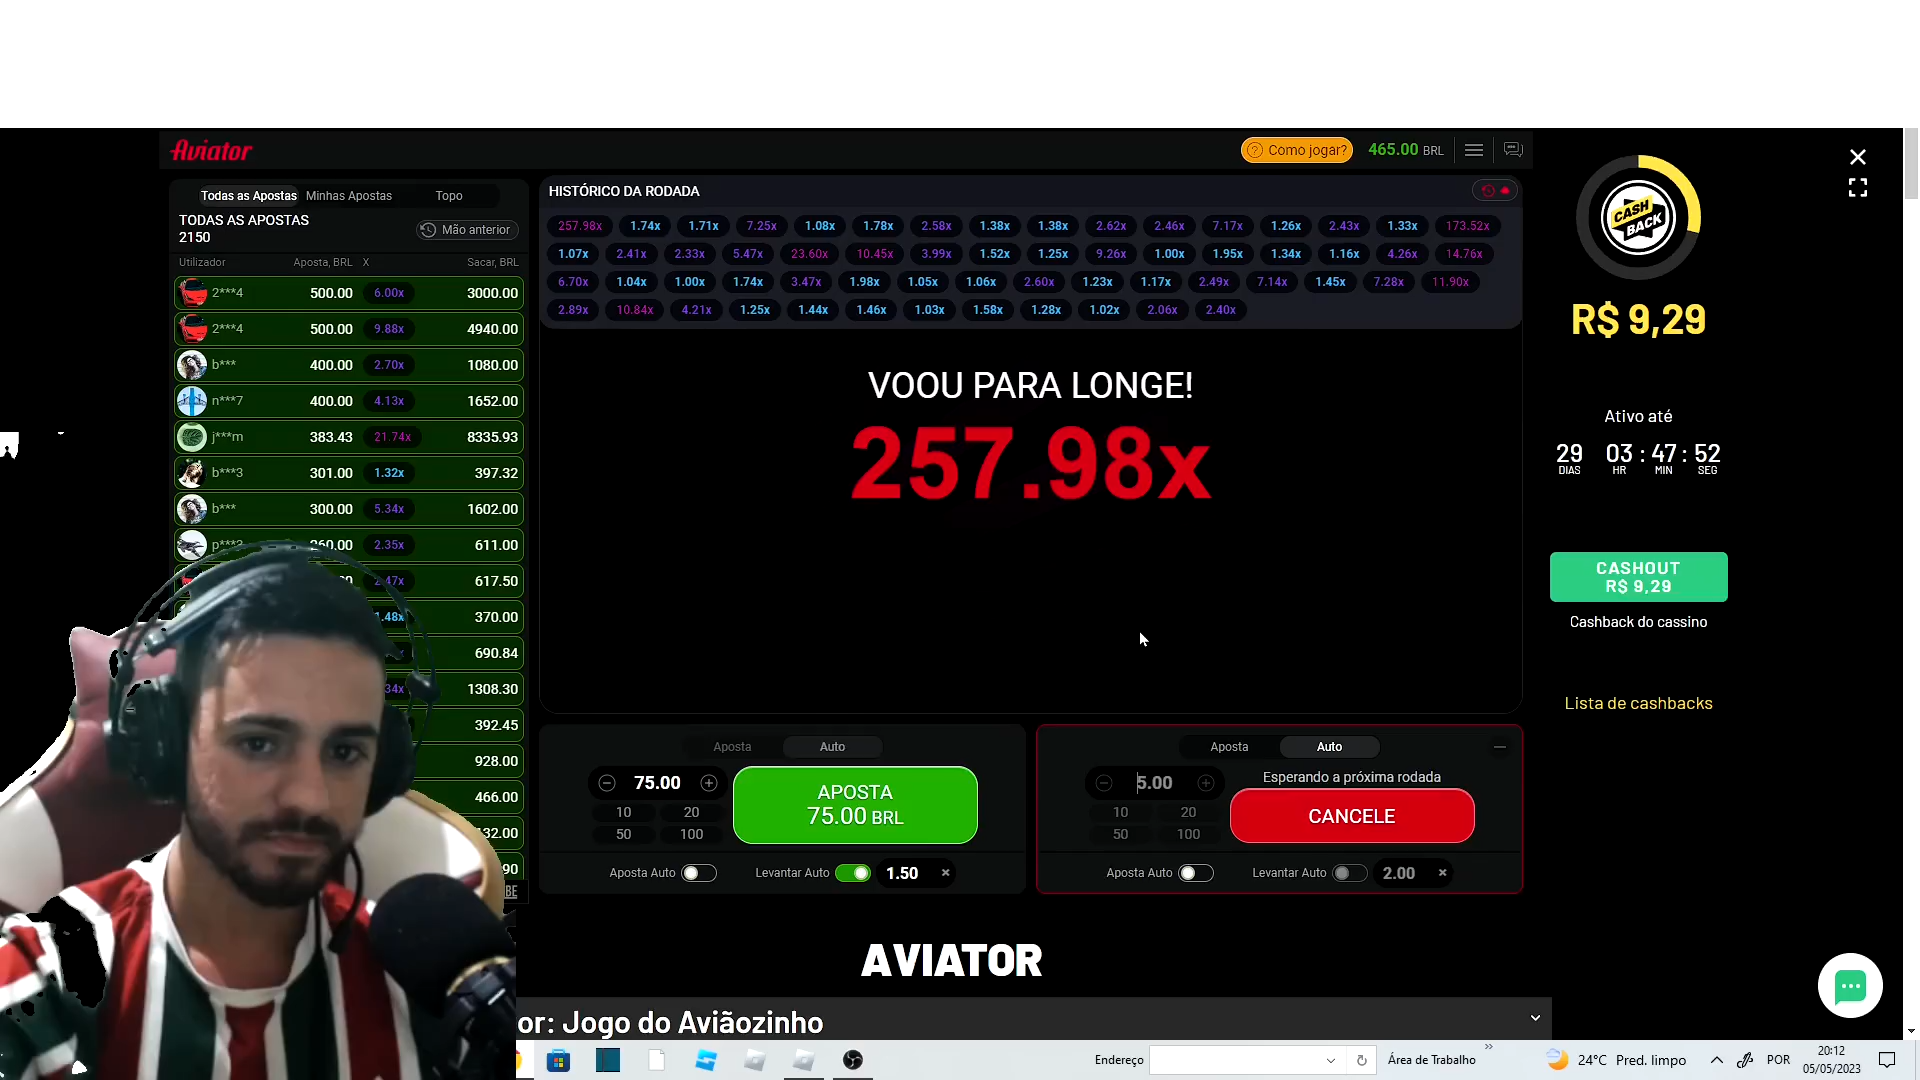 Aviator
Como jogar?
465.00 BRL
Todas as Apostas Minhas Apostas Topo
TODAS AS APOSTAS
2150
Mão anterior
Utilizador Aposta, BRL X Sacar, BRL
2***4 500.00 6.00x 3000.00
2***4 500.00 9.88x 4940.00
b*** 400.00 2.70x 1080.00
n***7 400.00 4.13x 1652.00
j***m 383.43 21.74x 8335.93
b***3 301.00 1.32x 397.32
b*** 300.00 5.34x 1602.00
p***3 260.00 2.35x 611.00
2.47x 617.50
1.48x 370.00
690.84
34x 1308.30
392.45
928.00
466.00
132.00
90
BE
HISTÓRICO DA RODADA
257.98x 1.74x 1.71x 7.25x 1.08x 1.78x 2.58x 1.38x 1.38x 2.62x 2.46x 7.17x 1.26x 2.43x 1.33x 173.52x
1.07x 2.41x 2.33x 5.47x 23.60x 10.45x 3.99x 1.52x 1.25x 9.26x 1.00x 1.95x 1.34x 1.16x 4.26x 14.76x
6.70x 1.04x 1.00x 1.74x 3.47x 1.98x 1.05x 1.06x 2.60x 1.23x 1.17x 2.49x 7.14x 1.45x 7.28x 11.90x
2.89x 10.84x 4.21x 1.25x 1.44x 1.46x 1.03x 1.58x 1.28x 1.02x 2.06x 2.40x
VOOU PARA LONGE!
257.98x
Aposta Auto
75.00
10 20
50 100
APOSTA
75.00 BRL
Aposta Auto Levantar Auto 1.50
Aposta Auto
5.00
10 20
50 100
Esperando a próxima rodada
CANCELE
Aposta Auto Levantar Auto 2.00
CASH
BACK
R$ 9,29
Ativo até
29 03 : 47 : 52
DIAS HR MIN SEG
CASHOUT
R$ 9,29
Cashback do cassino
Lista de cashbacks
AVIATOR
or: Jogo do Aviãozinho
Endereço
Área de Trabalho
24°C Pred. limpo
POR
20:12
05/05/2023